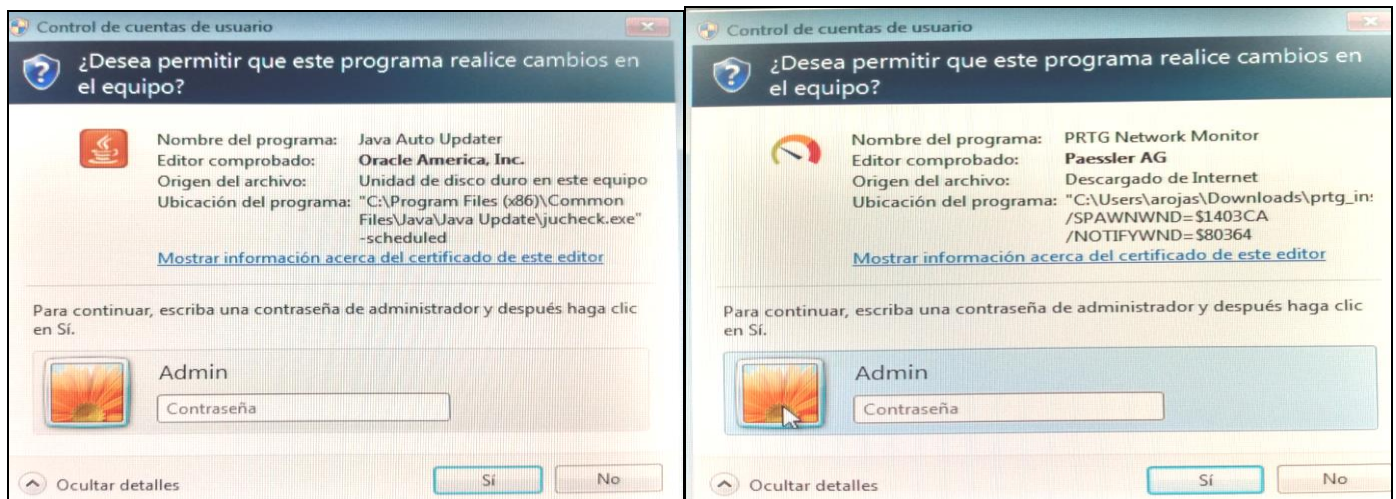 Control de cuentas de usuario
¿Desea permitir que este programa realice cambios en
el equipo?
Nombre del programa: Java Auto Updater
Editor comprobado: Oracle America, Inc.
Origen del archivo: Unidad de disco duro en este equipo
Ubicación del programa: "C:\Program Files (x86)\Common
Files\Java\Java Update\jucheck.exe"
-scheduled
Mostrar información acerca del certificado de este editor
Para continuar, escriba una contraseña de administrador y después haga clic
en Sí.
Admin
Contraseña
Ocultar detalles
Sí
No
Control de cuentas de usuario
¿Desea permitir que este programa realice cambios en
el equipo?
Nombre del programa: PRTG Network Monitor
Editor comprobado: Paessler AG
Origen del archivo: Descargado de Internet
Ubicación del programa: "C:\Users\arojas\Downloads\prtg_in
/SPAWNWND=$1403CA
/NOTIFYWND=$80364
Mostrar información acerca del certificado de este editor
Para continuar, escriba una contraseña de administrador y después haga clic
en Sí.
Admin
Contraseña
Ocultar detalles
Sí
No